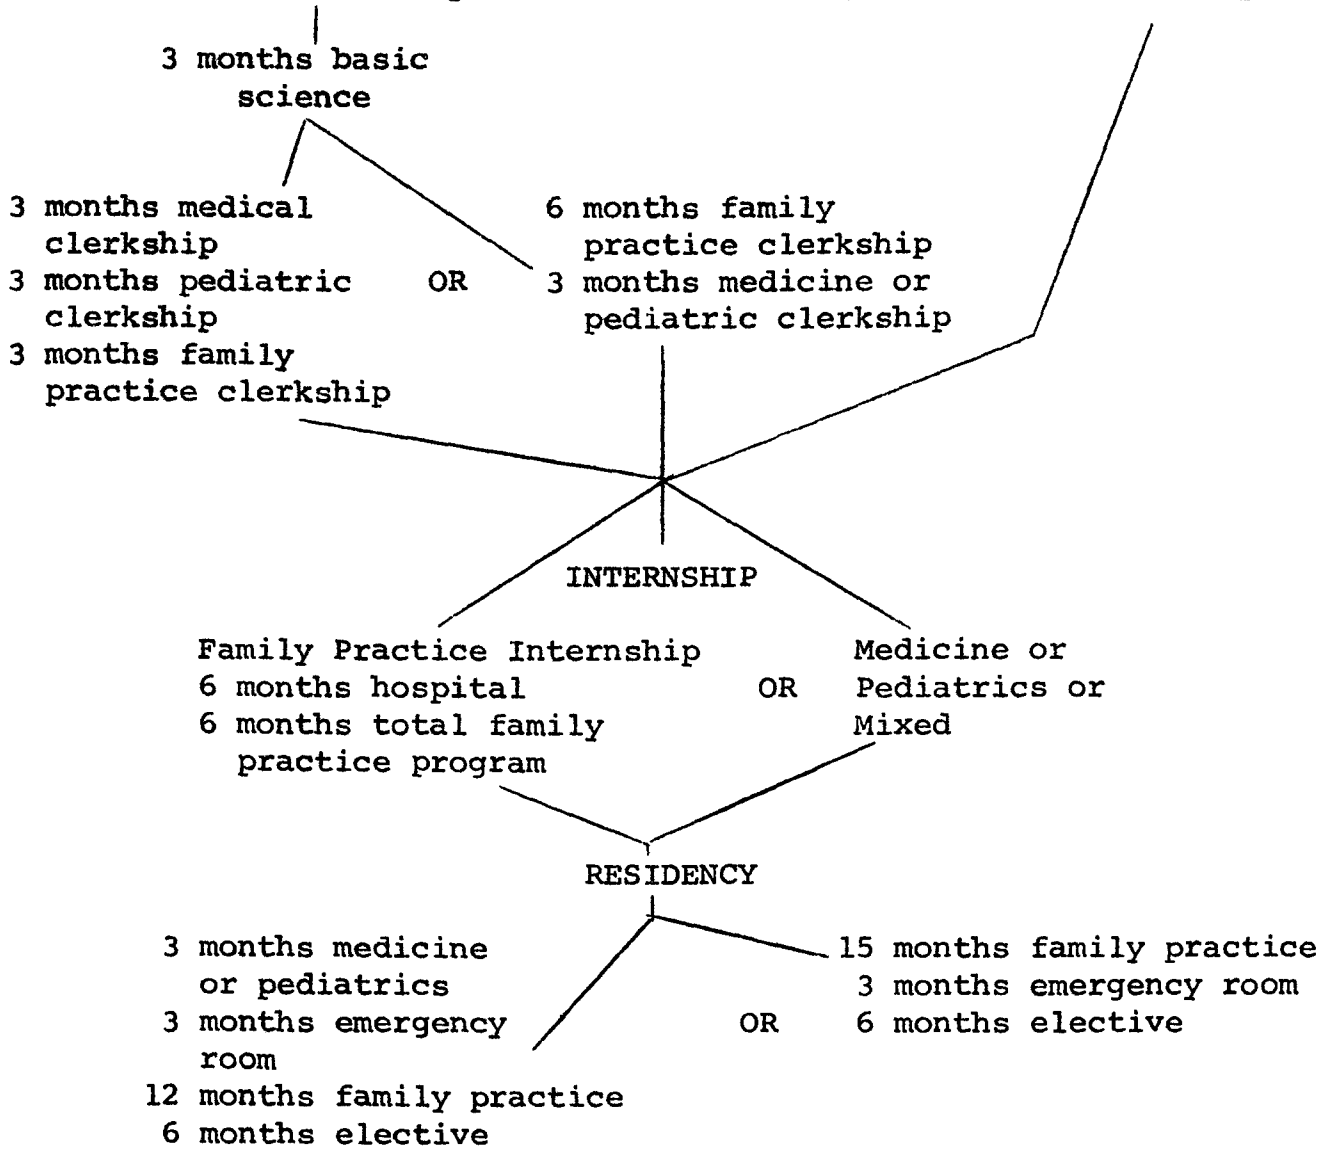 3 months basic
science
3 months medical
clerkship
3 months pediatric
clerkship
3 months family
practice clerkship
OR
6 months family
practice clerkship
3 months medicine or
pediatric clerkship
INTERNSHIP
Family Practice Internship
6 months hospital
6 months total family
practice program
OR
Medicine or
Pediatrics or
Mixed
RESIDENCY
3 months medicine
or pediatrics
3 months emergency
room
12 months family practice
6 months elective
OR
15 months family practice
3 months emergency room
6 months elective